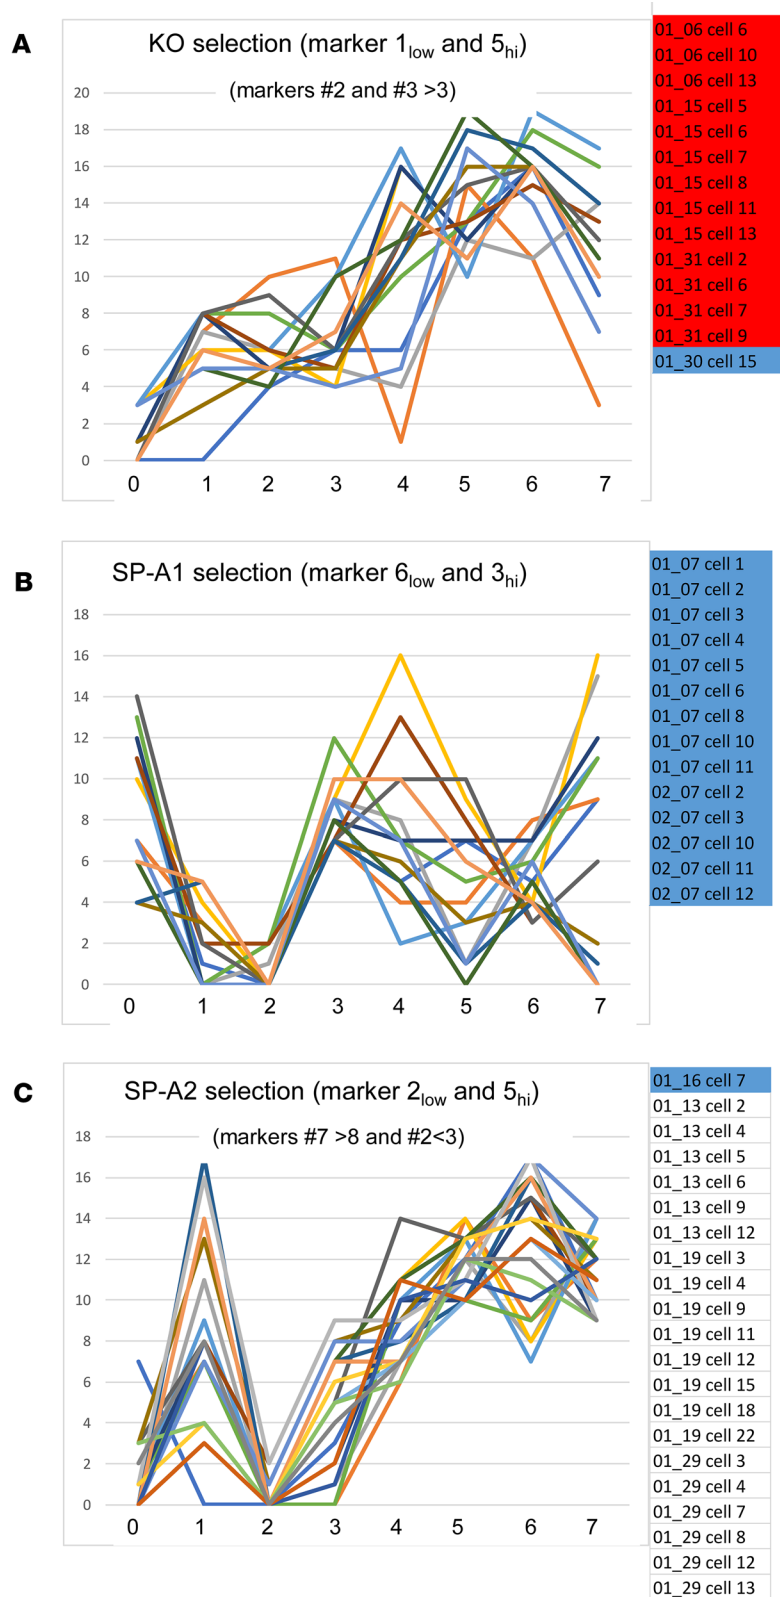 A
KO selection (marker 1low and 5hi)
(markers #2 and #3 >3)
20
18
16
14
12
10
8
6
4
2
0
0 1 2 3 4 5 6 7
01_06 cell 6
01_06 cell 10
01_06 cell 13
01_15 cell 5
01_15 cell 6
01_15 cell 7
01_15 cell 8
01_15 cell 11
01_15 cell 13
01_31 cell 2
01_31 cell 6
01_31 cell 7
01_31 cell 9
01_30 cell 15
B
SP-A1 selection (marker 6low and 3hi)
18
16
14
12
10
8
6
4
2
0
0 1 2 3 4 5 6 7
01_07 cell 1
01_07 cell 2
01_07 cell 3
01_07 cell 4
01_07 cell 5
01_07 cell 6
01_07 cell 8
01_07 cell 10
01_07 cell 11
02_07 cell 2
02_07 cell 3
02_07 cell 10
02_07 cell 11
02_07 cell 12
C
SP-A2 selection (marker 2low and 5hi)
(markers #7 >8 and #2<3)
18
16
14
12
10
8
6
4
2
0
0 1 2 3 4 5 6 7
01_16 cell 7
01_13 cell 2
01_13 cell 4
01_13 cell 5
01_13 cell 6
01_13 cell 9
01_13 cell 12
01_19 cell 3
01_19 cell 4
01_19 cell 9
01_19 cell 11
01_19 cell 12
01_19 cell 15
01_19 cell 18
01_19 cell 22
01_29 cell 3
01_29 cell 4
01_29 cell 7
01_29 cell 8
01_29 cell 12
01_29 cell 13